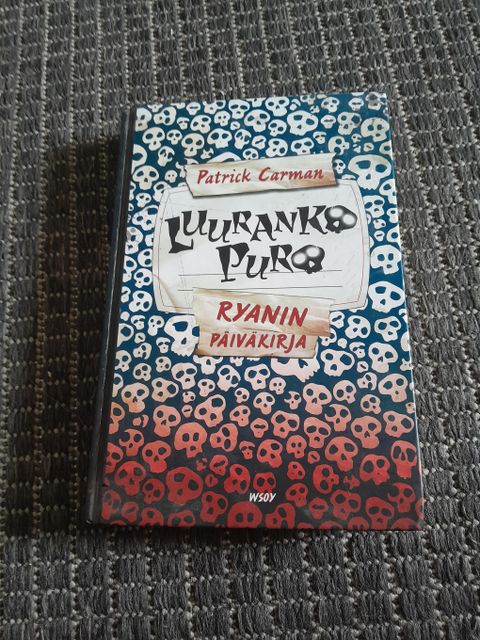 Patrick Carman
LUURANKO
PURO
RYANIN
PÄIVÄKIRJA
WSOY